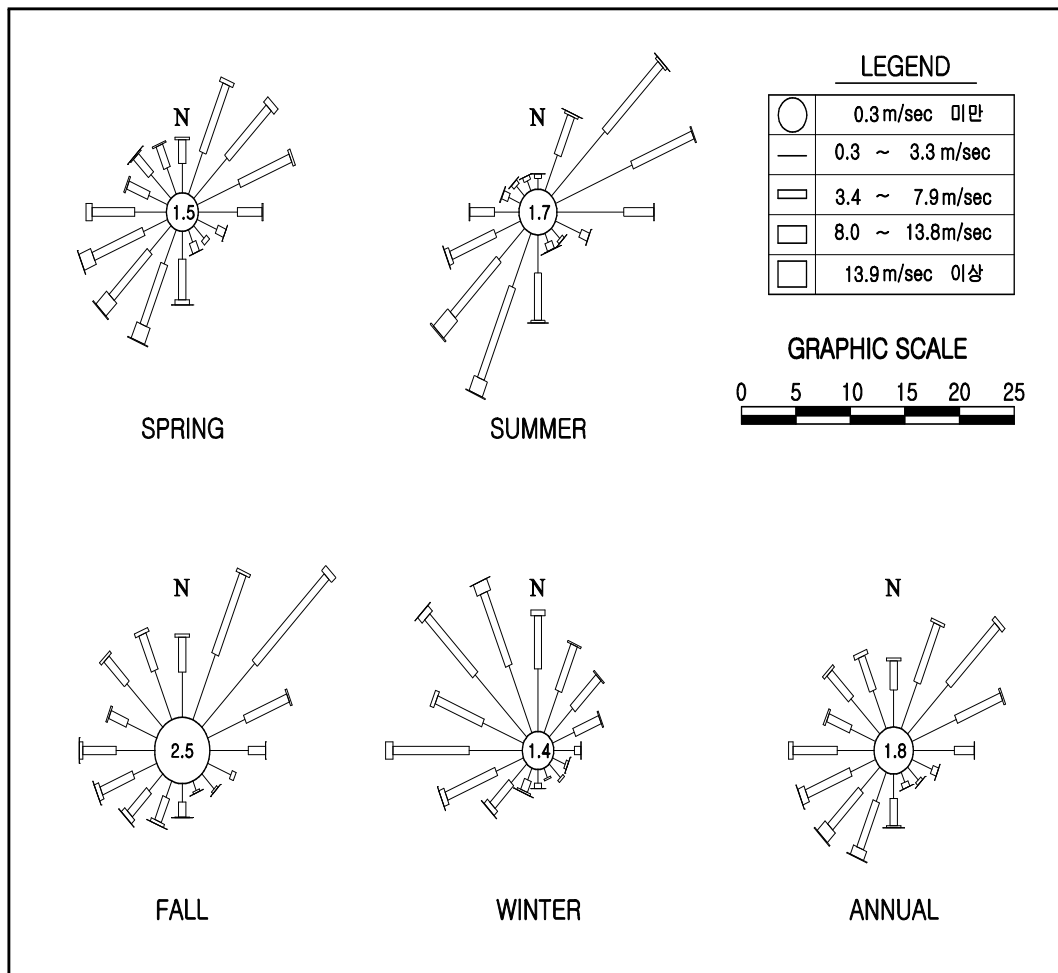 LEGEND
0.3 m/sec 미만
0.3 ~ 3.3 m/sec
3.4 ~ 7.9 m/sec
8.0 ~ 13.8 m/sec
13.9 m/sec 이상
GRAPHIC SCALE
0 5 10 15 20 25
N
1.5
SPRING
N
1.7
SUMMER
N
2.5
FALL
N
1.4
WINTER
N
1.8
ANNUAL